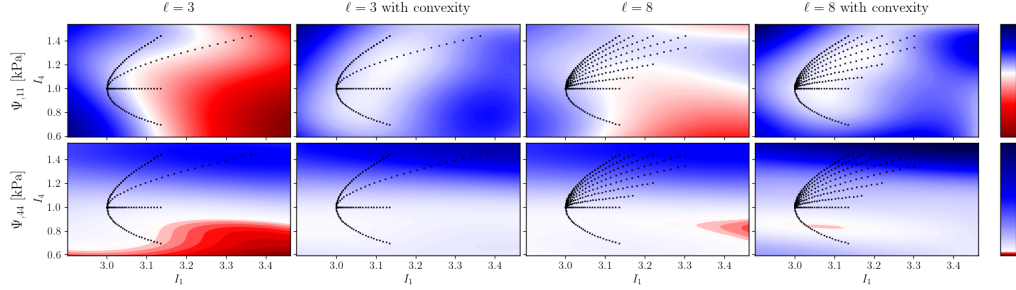 ℓ = 3
ℓ = 3 with convexity
ℓ = 8
ℓ = 8 with convexity
Ψ,11 [kPa]
I4
1.4
1.2
1.0
0.8
0.6
Ψ,44 [kPa]
I4
1.4
1.2
1.0
0.8
0.6
3.0 3.1 3.2 3.3 3.4
3.0 3.1 3.2 3.3 3.4
3.0 3.1 3.2 3.3 3.4
3.0 3.1 3.2 3.3 3.4
I1
I1
I1
I1